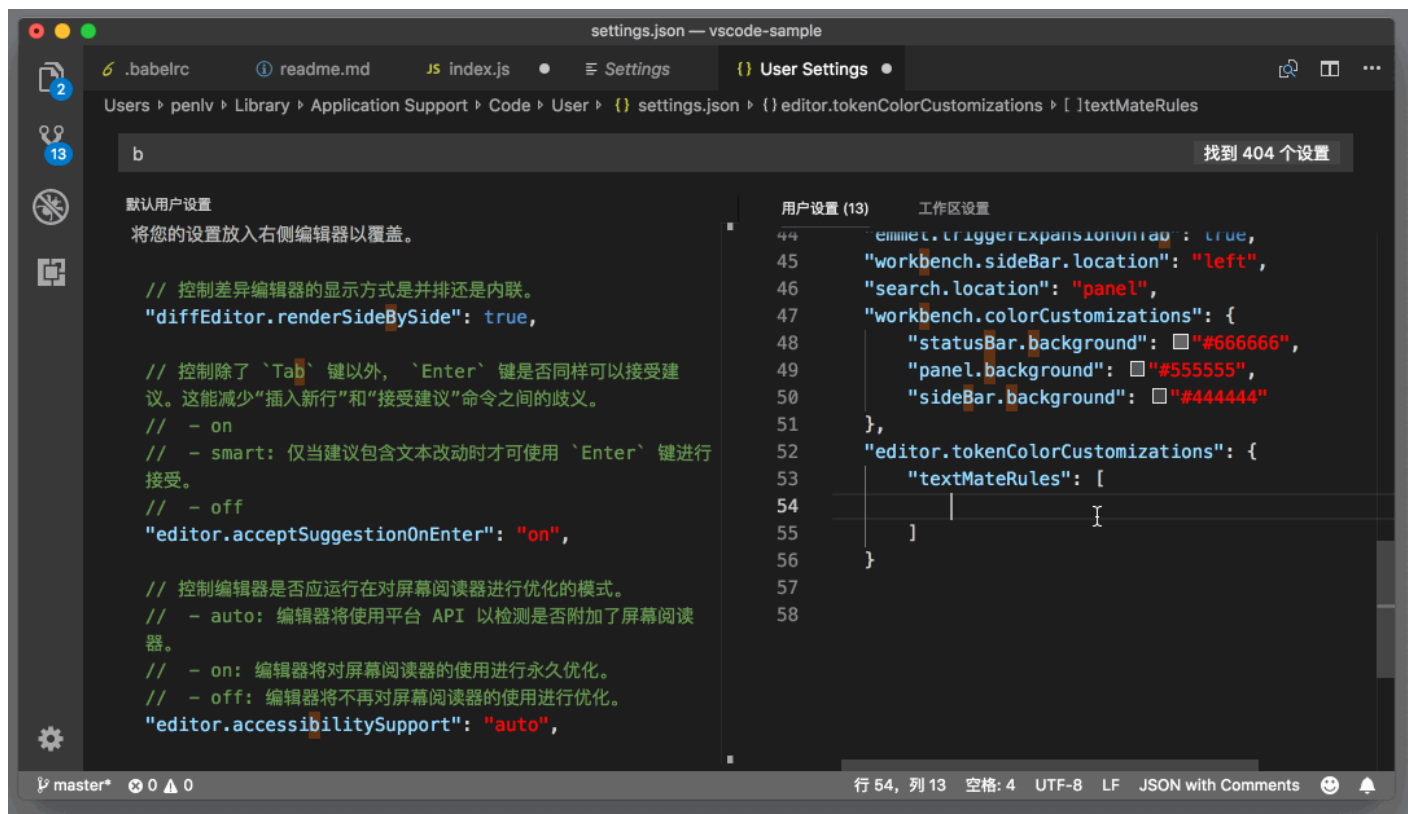 settings.json — vscode-sample
.babelrc
readme.md
JS index.js
Settings
{} User Settings
2
Users ▸ penlv ▸ Library ▸ Application Support ▸ Code ▸ User ▸ {} settings.json ▸ {} editor.tokenColorCustomizations ▸ [ ] textMateRules
13
b
找到 404 个设置
默认用户设置
将您的设置放入右侧编辑器以覆盖。
// 控制差异编辑器的显示方式是并排还是内联。
"diffEditor.renderSideBySide": true,
// 控制除了 `Tab` 键以外， `Enter` 键是否同样可以接受建
议。这能减少“插入新行”和“接受建议”命令之间的歧义。
//  - on
//  - smart: 仅当建议包含文本改动时才可使用 `Enter` 键进行
接受。
//  - off
"editor.acceptSuggestionOnEnter": "on",
// 控制编辑器是否应运行在对屏幕阅读器进行优化的模式。
//  - auto: 编辑器将使用平台 API 以检测是否附加了屏幕阅读
器。
//  - on: 编辑器将对屏幕阅读器的使用进行永久优化。
//  - off: 编辑器将不再对屏幕阅读器的使用进行优化。
"editor.accessibilitySupport": "auto",
用户设置 (13)
工作区设置
44 "emmet.triggerExpansionOnTab": true,
45 "workbench.sideBar.location": "left",
46 "search.location": "panel",
47 "workbench.colorCustomizations": {
48 "statusBar.background": "#666666",
49 "panel.background": "#555555",
50 "sideBar.background": "#444444"
51 },
52 "editor.tokenColorCustomizations": {
53 "textMateRules": [
54
55 ]
56 }
57
58
master* 0 0
行 54，列 13 空格: 4 UTF-8 LF JSON with Comments